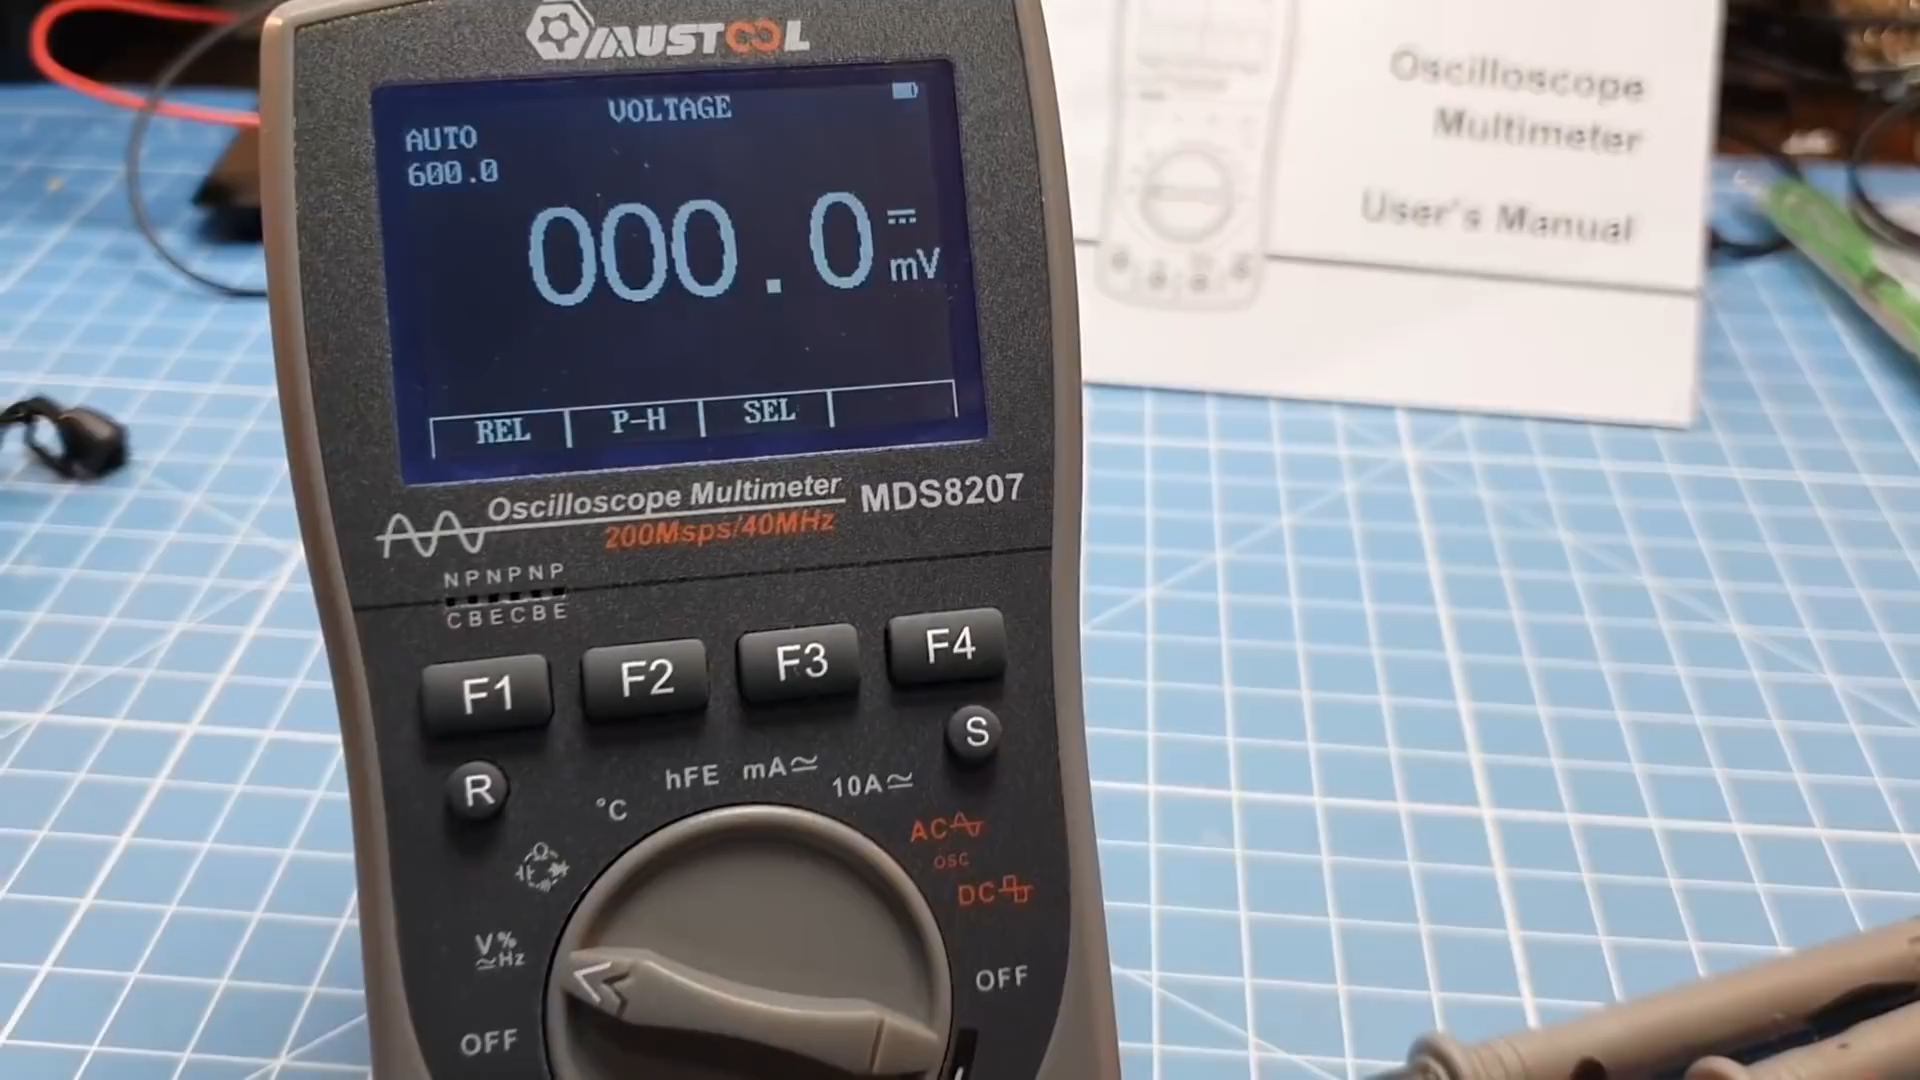 MUSTOOL
VOLTAGE
AUTO
600.0
000.0
mV
REL P-H SEL
Oscilloscope Multimeter
200Msps/40MHz
MDS8207
NPNPNP
CBECBE
F1 F2 F3 F4
R
S
°C
hFE
mA≃
10A≃
AC
OSC
DC
Ω
V%
≃Hz
OFF
OFF
Oscilloscope
Multimeter
User's Manual